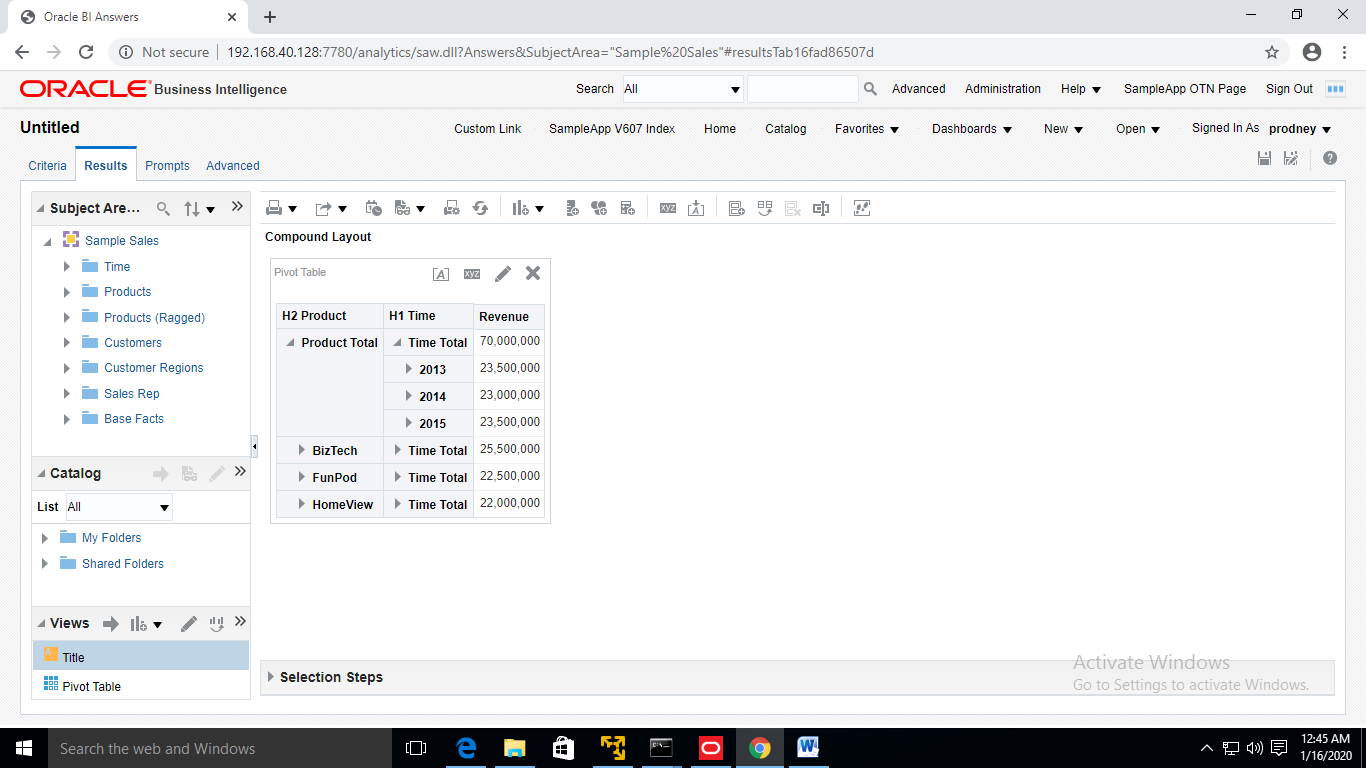 Oracle BI Answers
Not secure 192.168.40.128:7780/analytics/saw.dll?Answers&SubjectArea="Sample%20Sales"#resultsTab16fad86507d
ORACLE Business Intelligence Search All Advanced Administration Help SampleApp OTN Page Sign Out
Untitled Custom Link SampleApp V607 Index Home Catalog Favorites Dashboards New Open Signed In As prodney
Criteria Results Prompts Advanced
Subject Are...
Sample Sales
Time
Products
Products (Ragged)
Customers
Customer Regions
Sales Rep
Base Facts
Catalog
List All
My Folders
Shared Folders
Views
Title
Pivot Table
Compound Layout
Pivot Table
H2 Product H1 Time Revenue
Product Total Time Total 70,000,000
2013 23,500,000
2014 23,000,000
2015 23,500,000
BizTech Time Total 25,500,000
FunPod Time Total 22,500,000
HomeView Time Total 22,000,000
Selection Steps
Activate Windows
Go to Settings to activate Windows.
Search the web and Windows
12:45 AM
1/16/2020